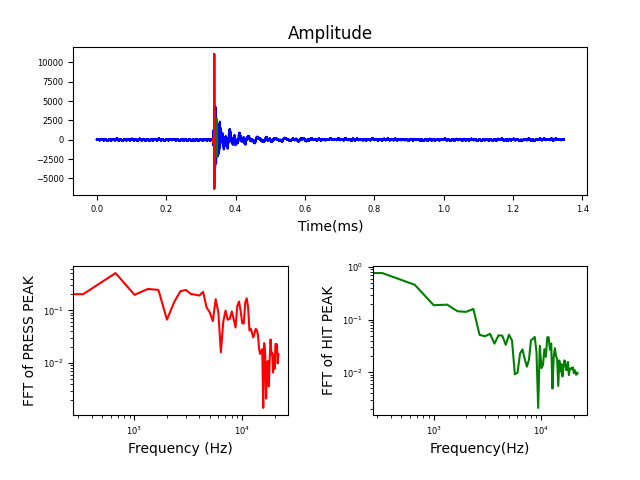 Amplitude
10000
7500
5000
2500
0
−2500
−5000
0.0 0.2 0.4 0.6 0.8 1.0 1.2 1.4
Time(ms)
FFT of PRESS PEAK
10⁻¹
10⁻²
10³ 10⁴
Frequency (Hz)
FFT of HIT PEAK
10⁰
10⁻¹
10⁻²
10³ 10⁴
Frequency(Hz)